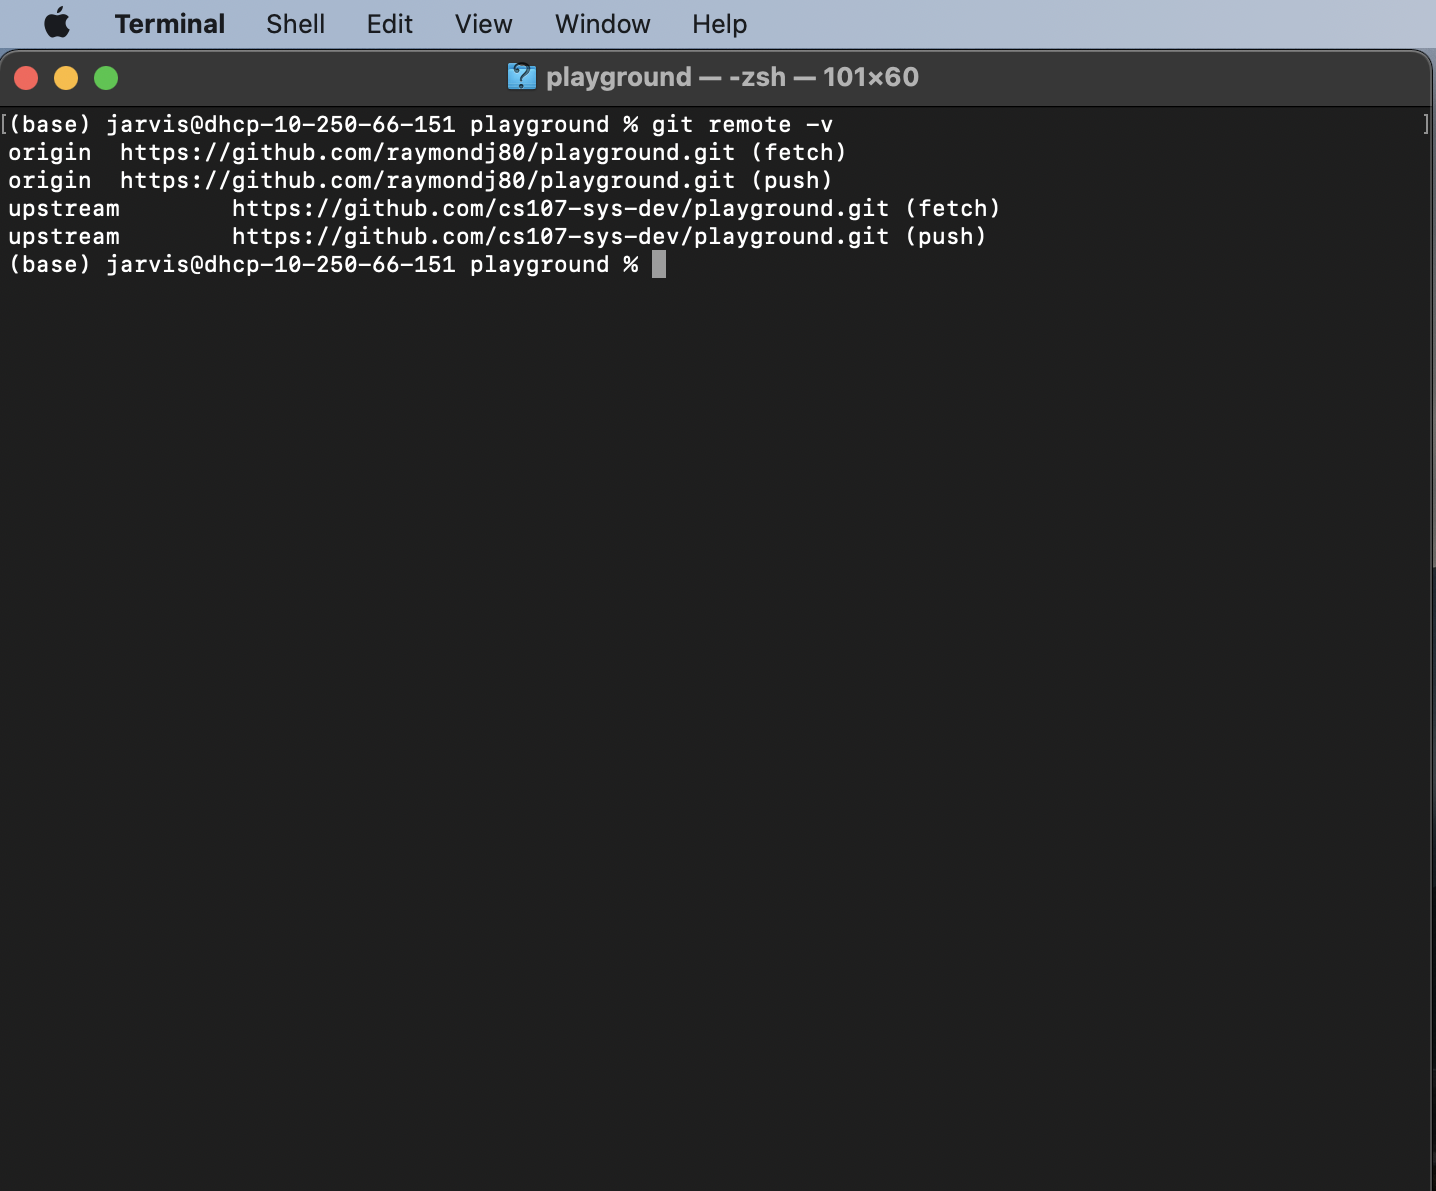 Terminal Shell Edit View Window Help
playground — -zsh — 101×60
[(base) jarvis@dhcp-10-250-66-151 playground % git remote -v ]
origin  https://github.com/raymondj80/playground.git (fetch)
origin  https://github.com/raymondj80/playground.git (push)
upstream        https://github.com/cs107-sys-dev/playground.git (fetch)
upstream        https://github.com/cs107-sys-dev/playground.git (push)
(base) jarvis@dhcp-10-250-66-151 playground %